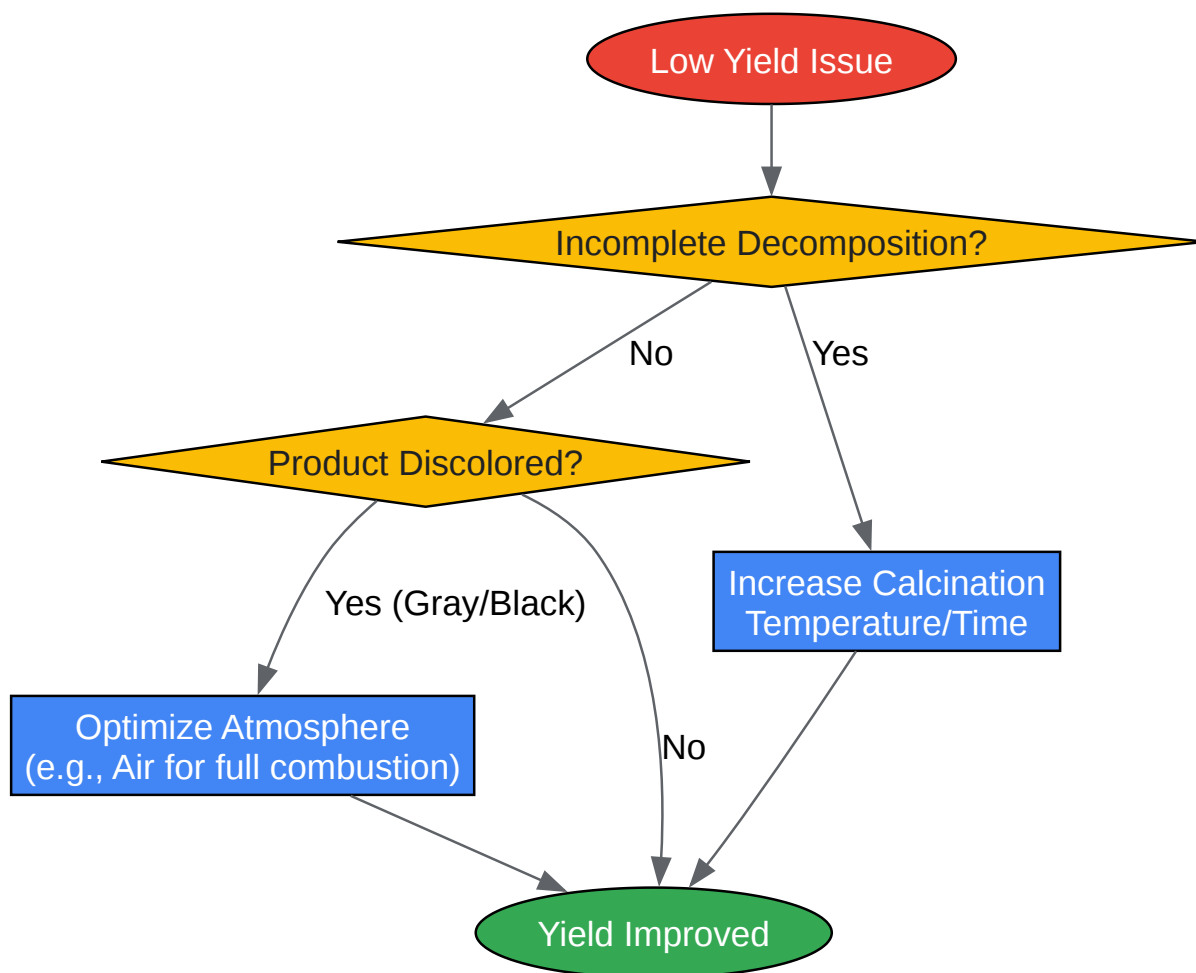 Low Yield Issue
Incomplete Decomposition?
No
Yes
Product Discolored?
Increase Calcination
Temperature/Time
Yes (Gray/Black)
Optimize Atmosphere
(e.g., Air for full combustion)
No
Yield Improved